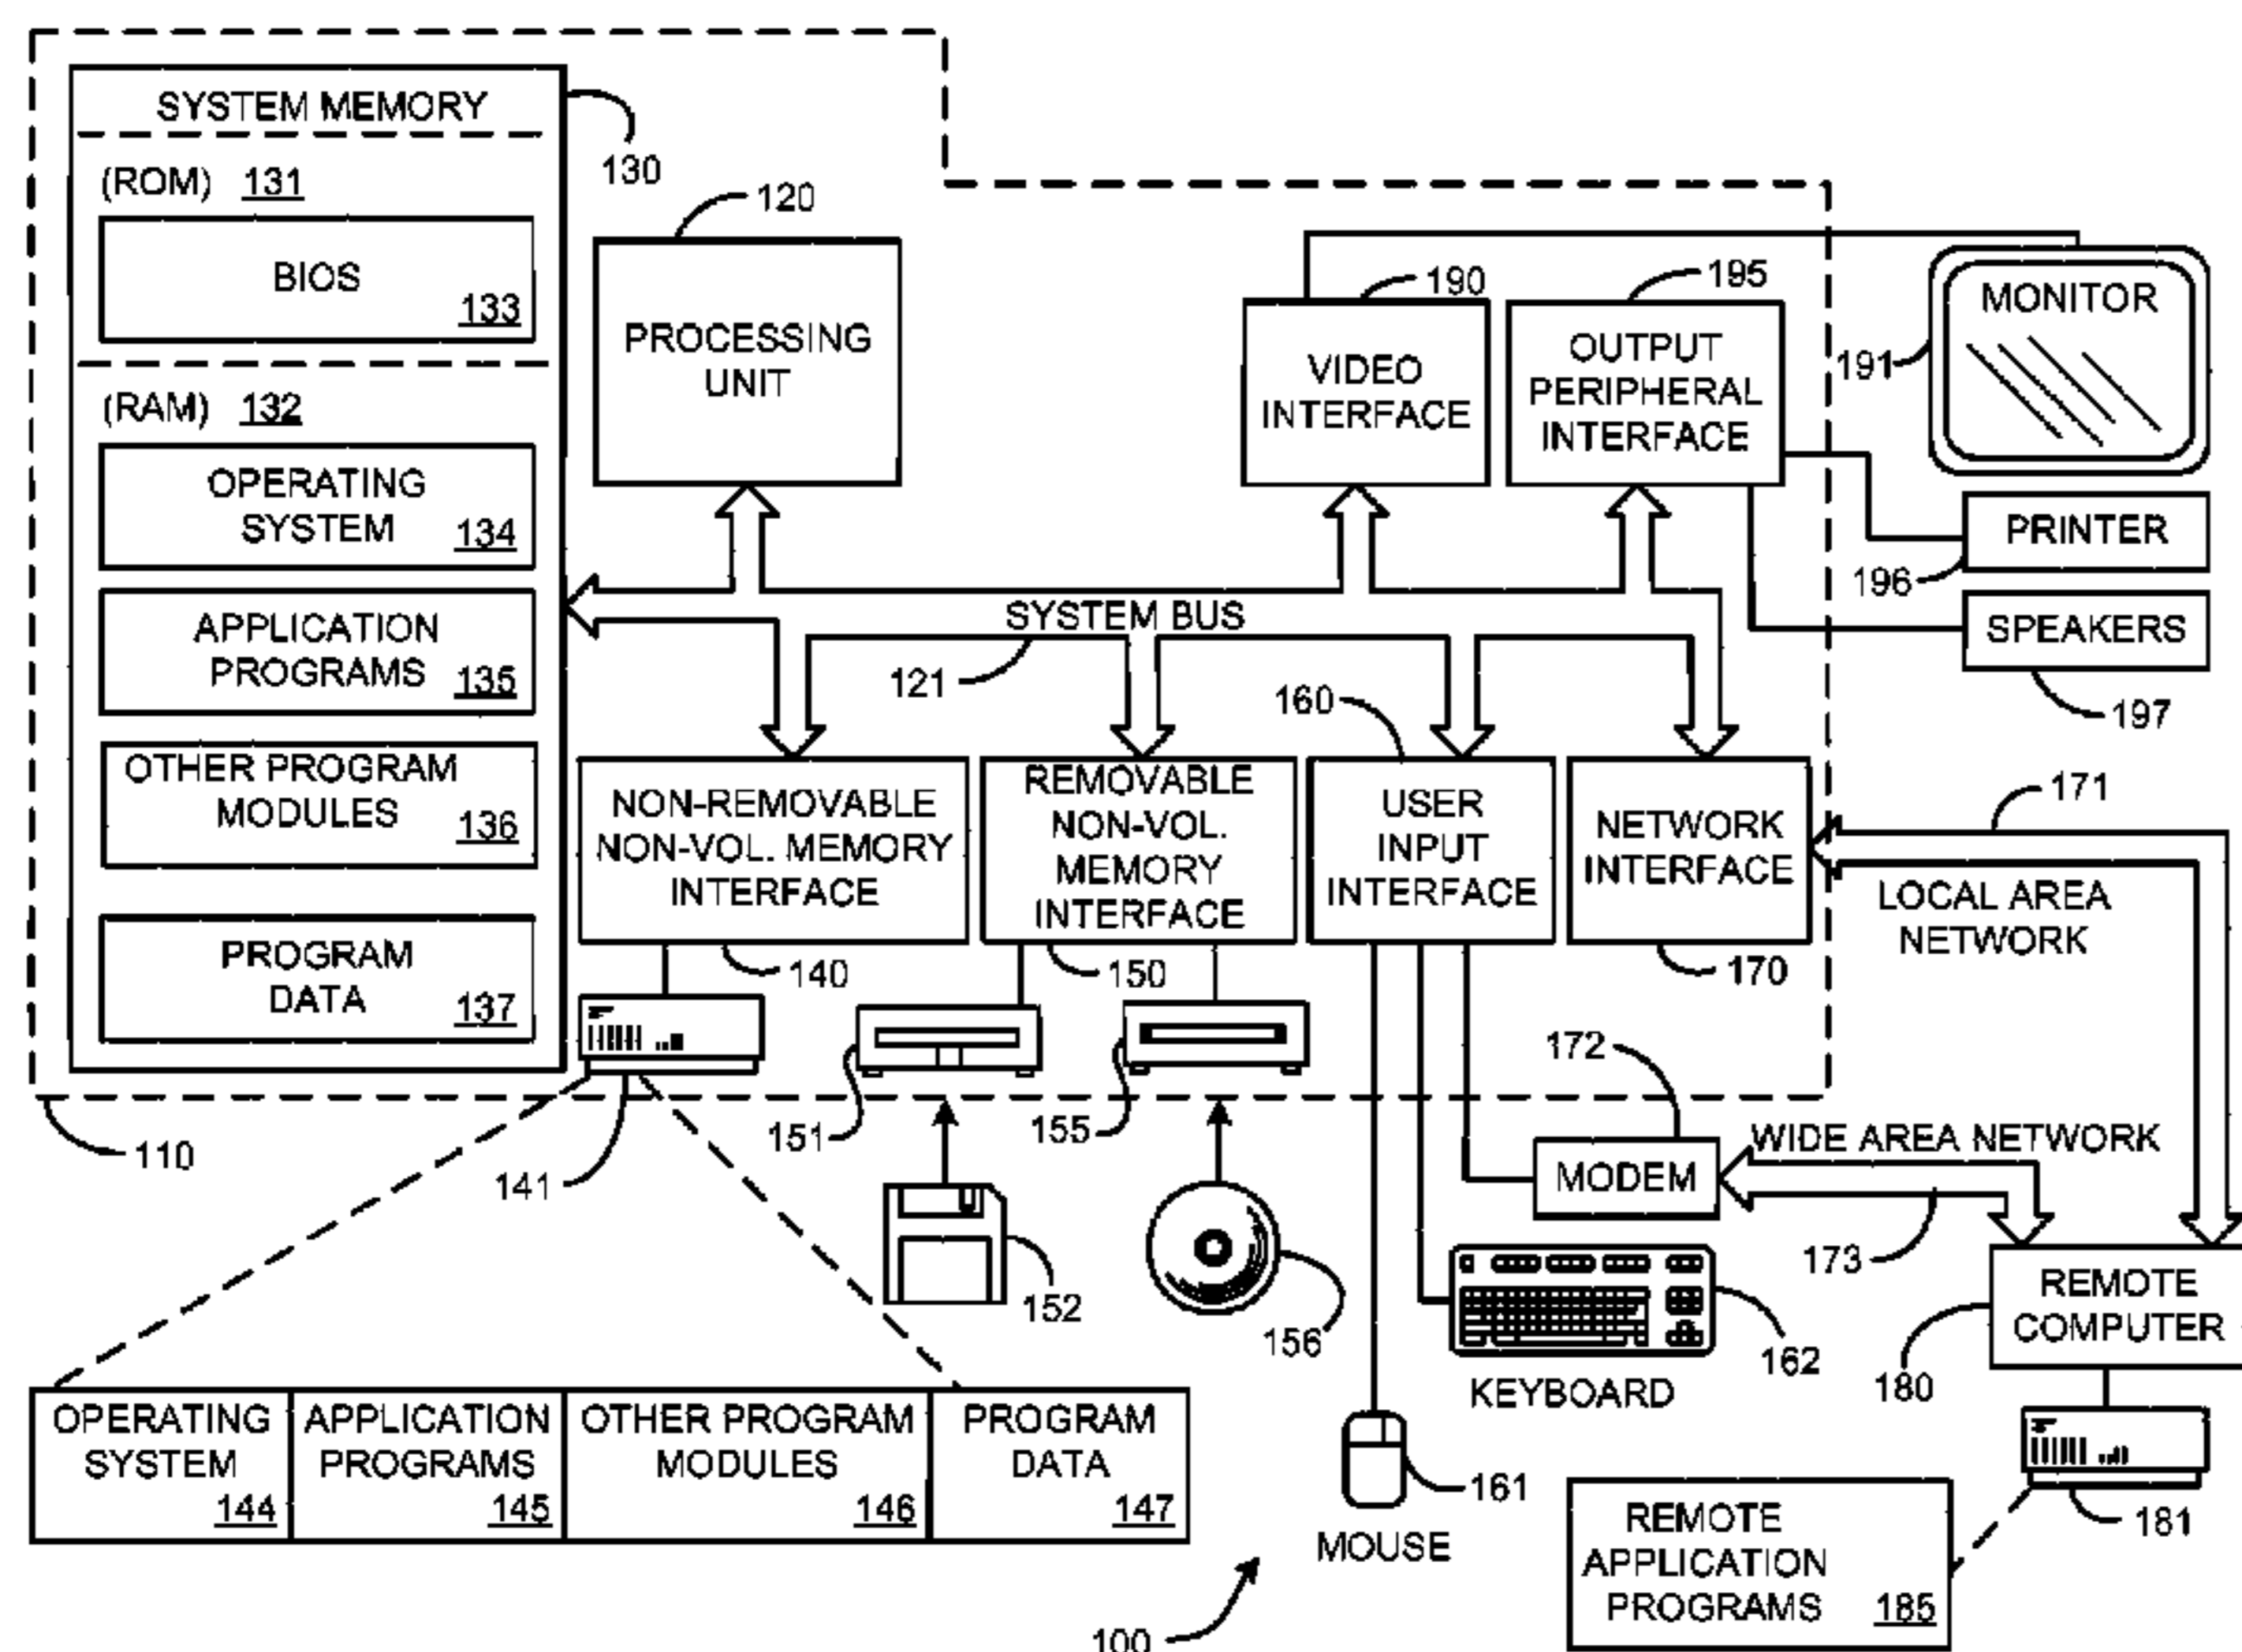 SYSTEM MEMORY
130
(ROM) 131
BIOS
133
(RAM) 132
OPERATING
SYSTEM 134
APPLICATION
PROGRAMS 135
OTHER PROGRAM
MODULES 136
PROGRAM
DATA 137
120
PROCESSING
UNIT
190
VIDEO
INTERFACE
195
OUTPUT
PERIPHERAL
INTERFACE
MONITOR
191
PRINTER
196
SPEAKERS
197
SYSTEM BUS
121
NON-REMOVABLE
NON-VOL. MEMORY
INTERFACE
140
REMOVABLE
NON-VOL.
MEMORY
INTERFACE
150
160
USER
INPUT
INTERFACE
NETWORK
INTERFACE
170
171
LOCAL AREA
NETWORK
110
141
151
152
155
156
172
MODEM
WIDE AREA NETWORK
173
162
KEYBOARD
161
MOUSE
REMOTE
COMPUTER
180
181
OPERATING
SYSTEM
144
APPLICATION
PROGRAMS
145
OTHER PROGRAM
MODULES
146
PROGRAM
DATA
147
REMOTE
APPLICATION
PROGRAMS 185
100